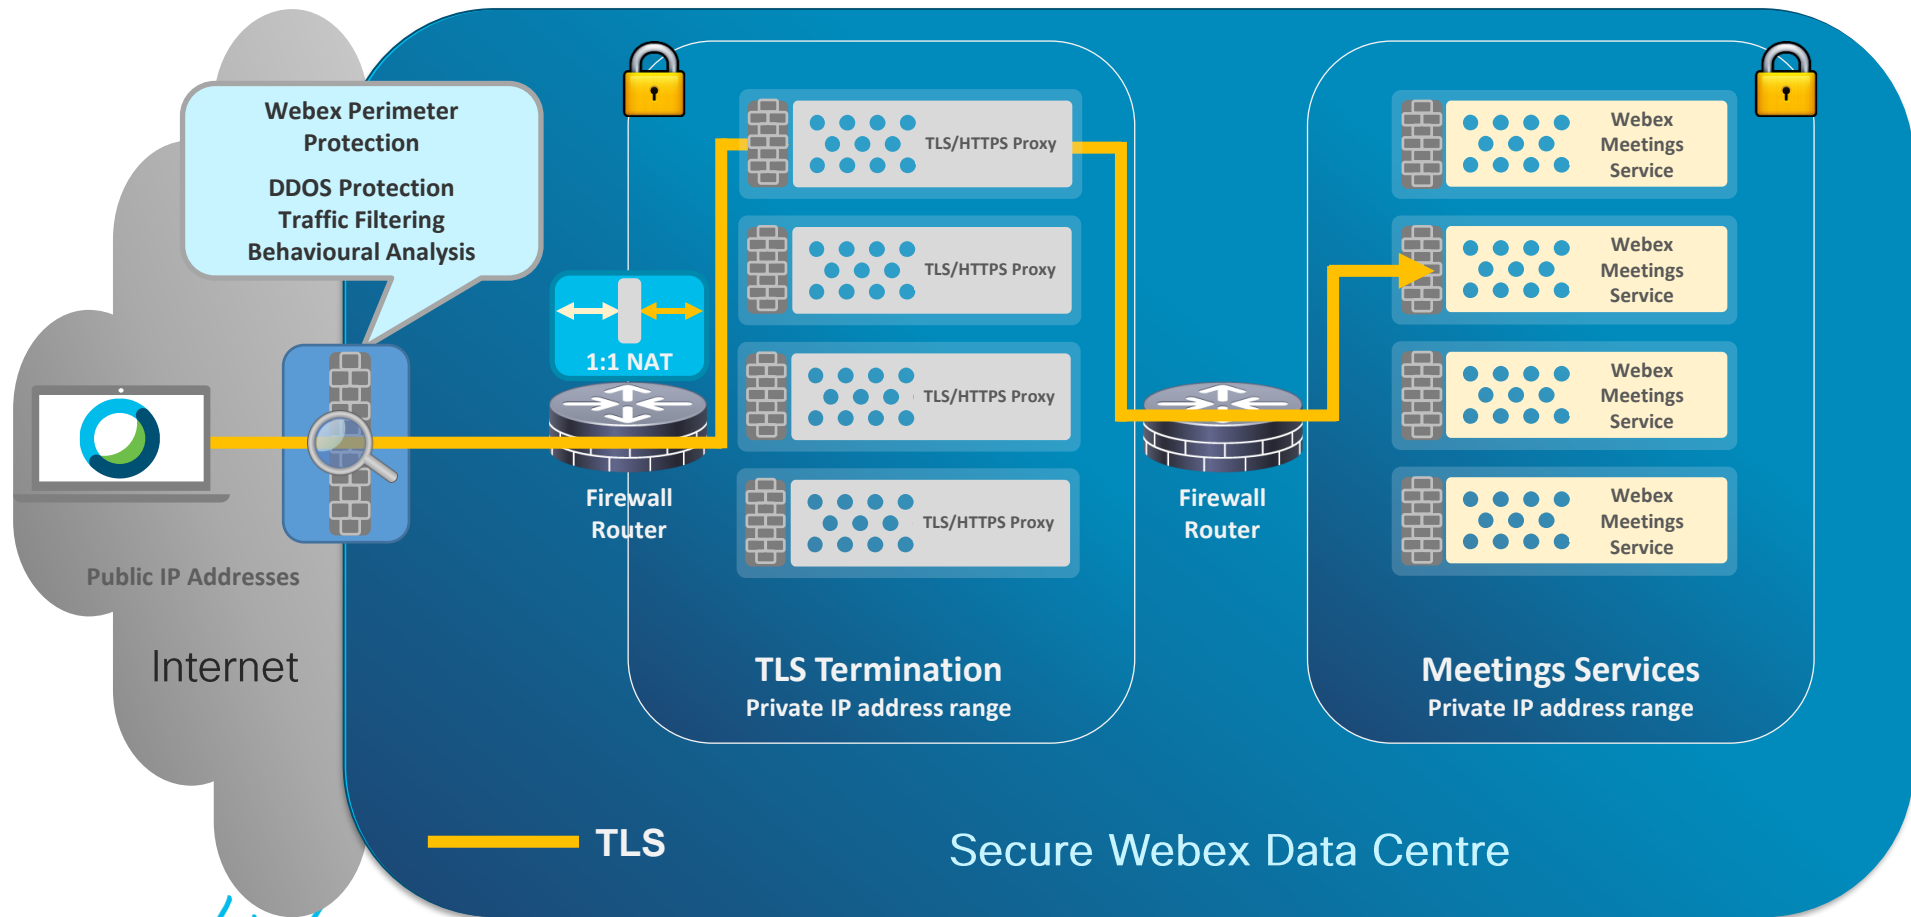 Webex Perimeter
Protection
DDOS Protection
Traffic Filtering
Behavioural Analysis
1:1 NAT
Firewall
Router
Public IP Addresses
Internet
TLS/HTTPS Proxy
TLS/HTTPS Proxy
TLS/HTTPS Proxy
TLS/HTTPS Proxy
TLS Termination
Private IP address range
Firewall
Router
Webex
Meetings
Service
Webex
Meetings
Service
Webex
Meetings
Service
Webex
Meetings
Service
Meetings Services
Private IP address range
TLS
Secure Webex Data Centre